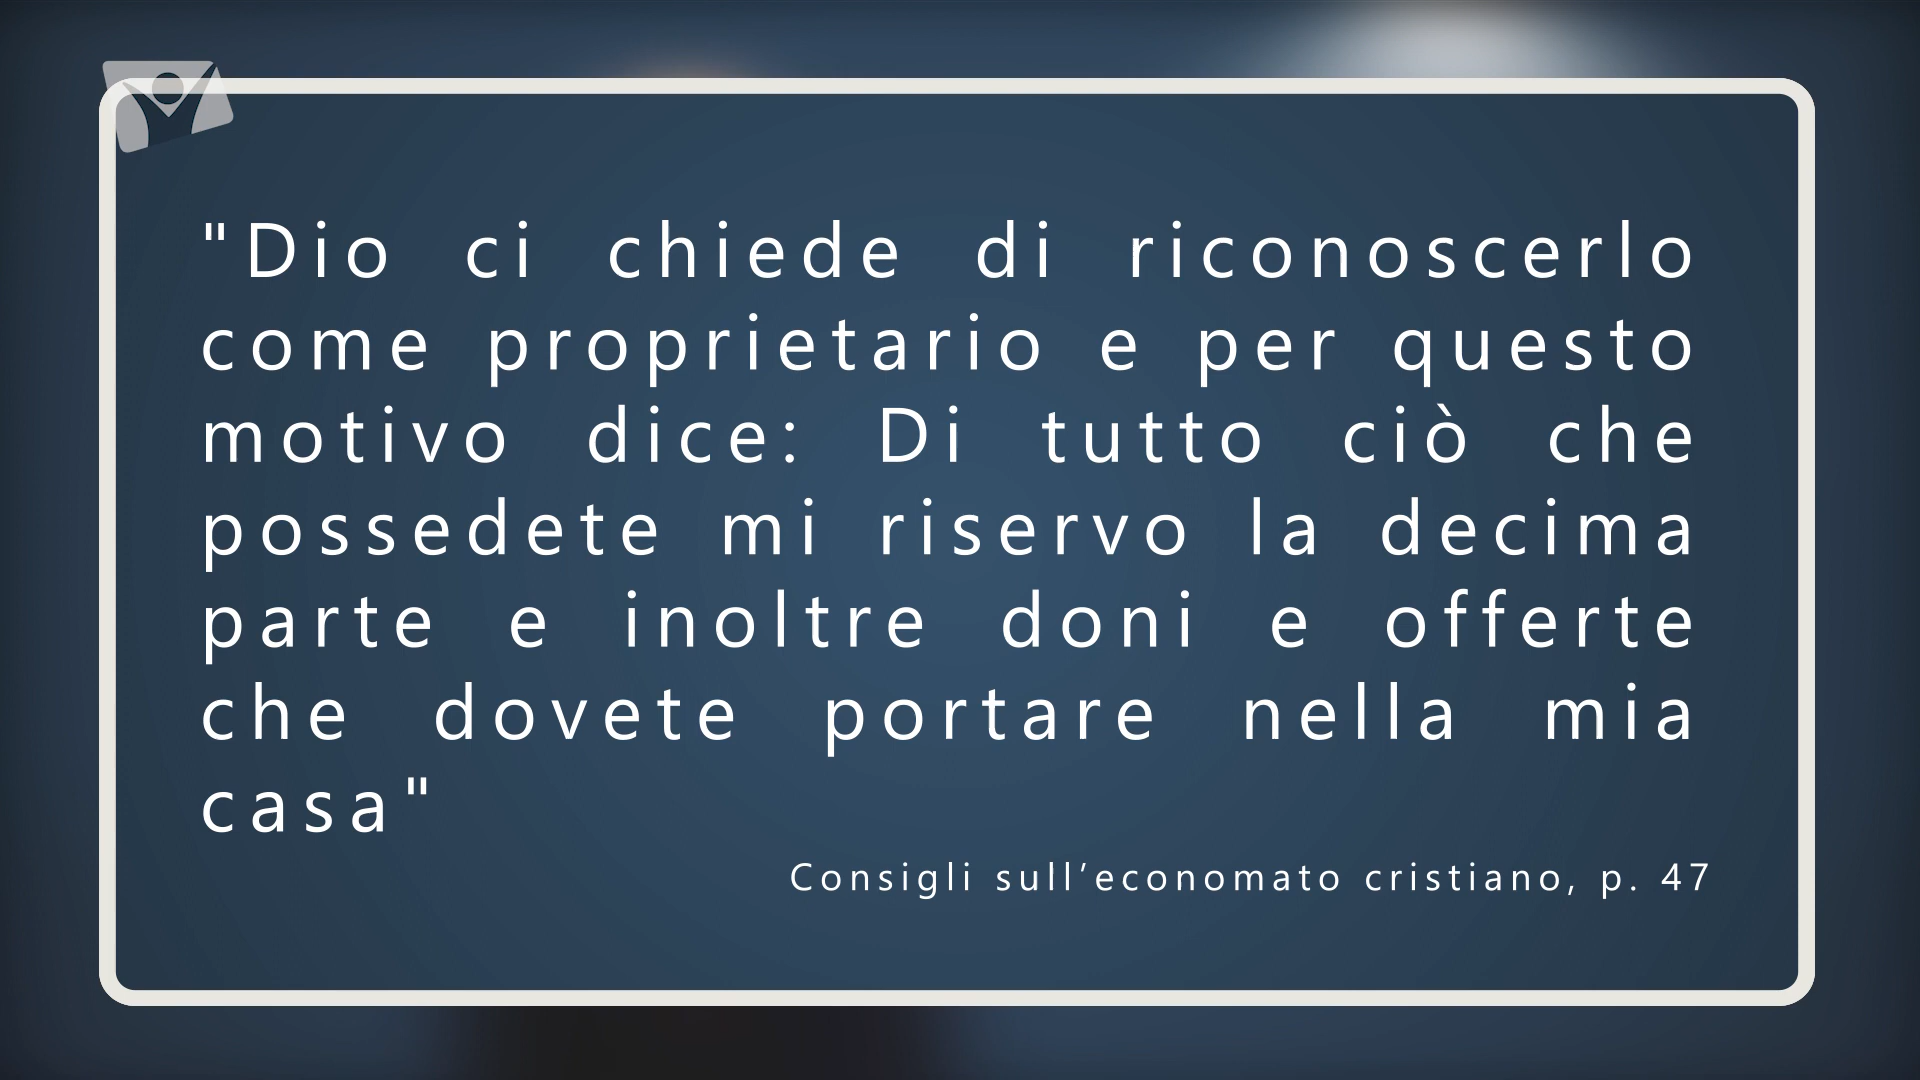 "Dio ci chiede di riconoscerlo
come proprietario e per questo
motivo dice: Di tutto ciò che
possedete mi riservo la decima
parte e inoltre doni e offerte
che dovete portare nella mia
casa"
Consigli sull’economato cristiano, p. 47